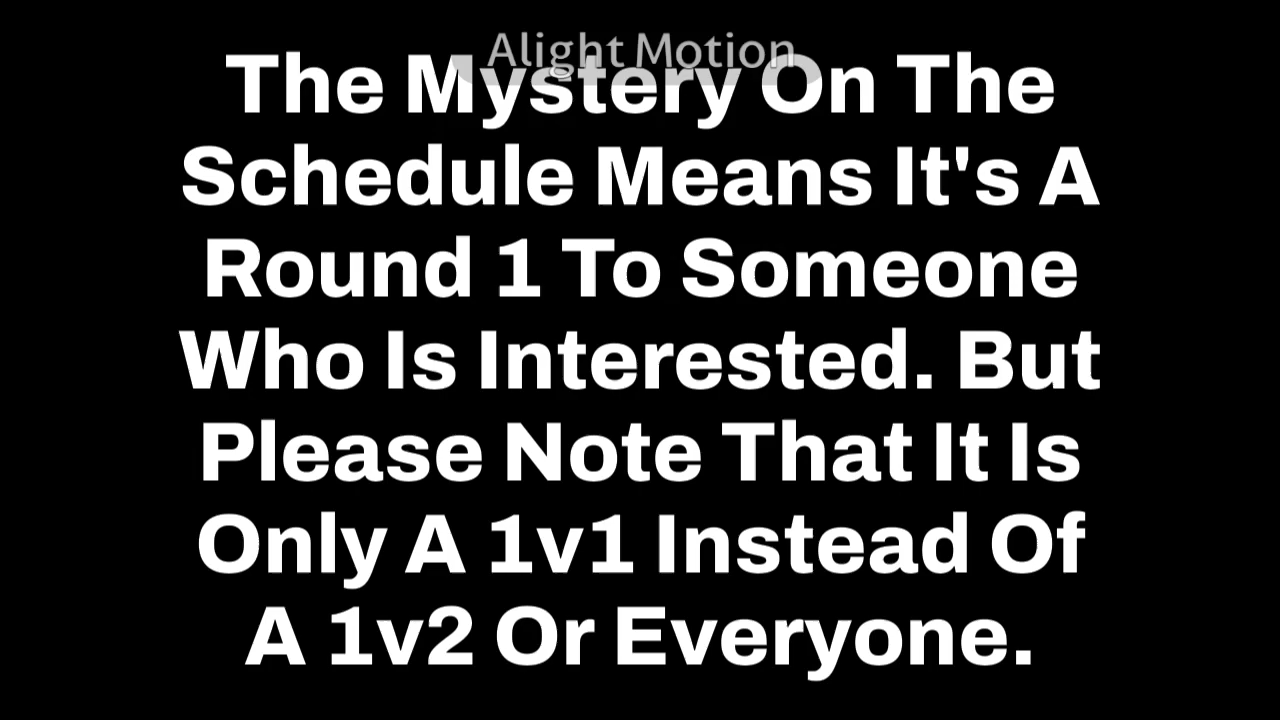 Alight Motion
The Mystery On The
Schedule Means It's A
Round 1 To Someone
Who Is Interested. But
Please Note That It Is
Only A 1v1 Instead Of
A 1v2 Or Everyone.